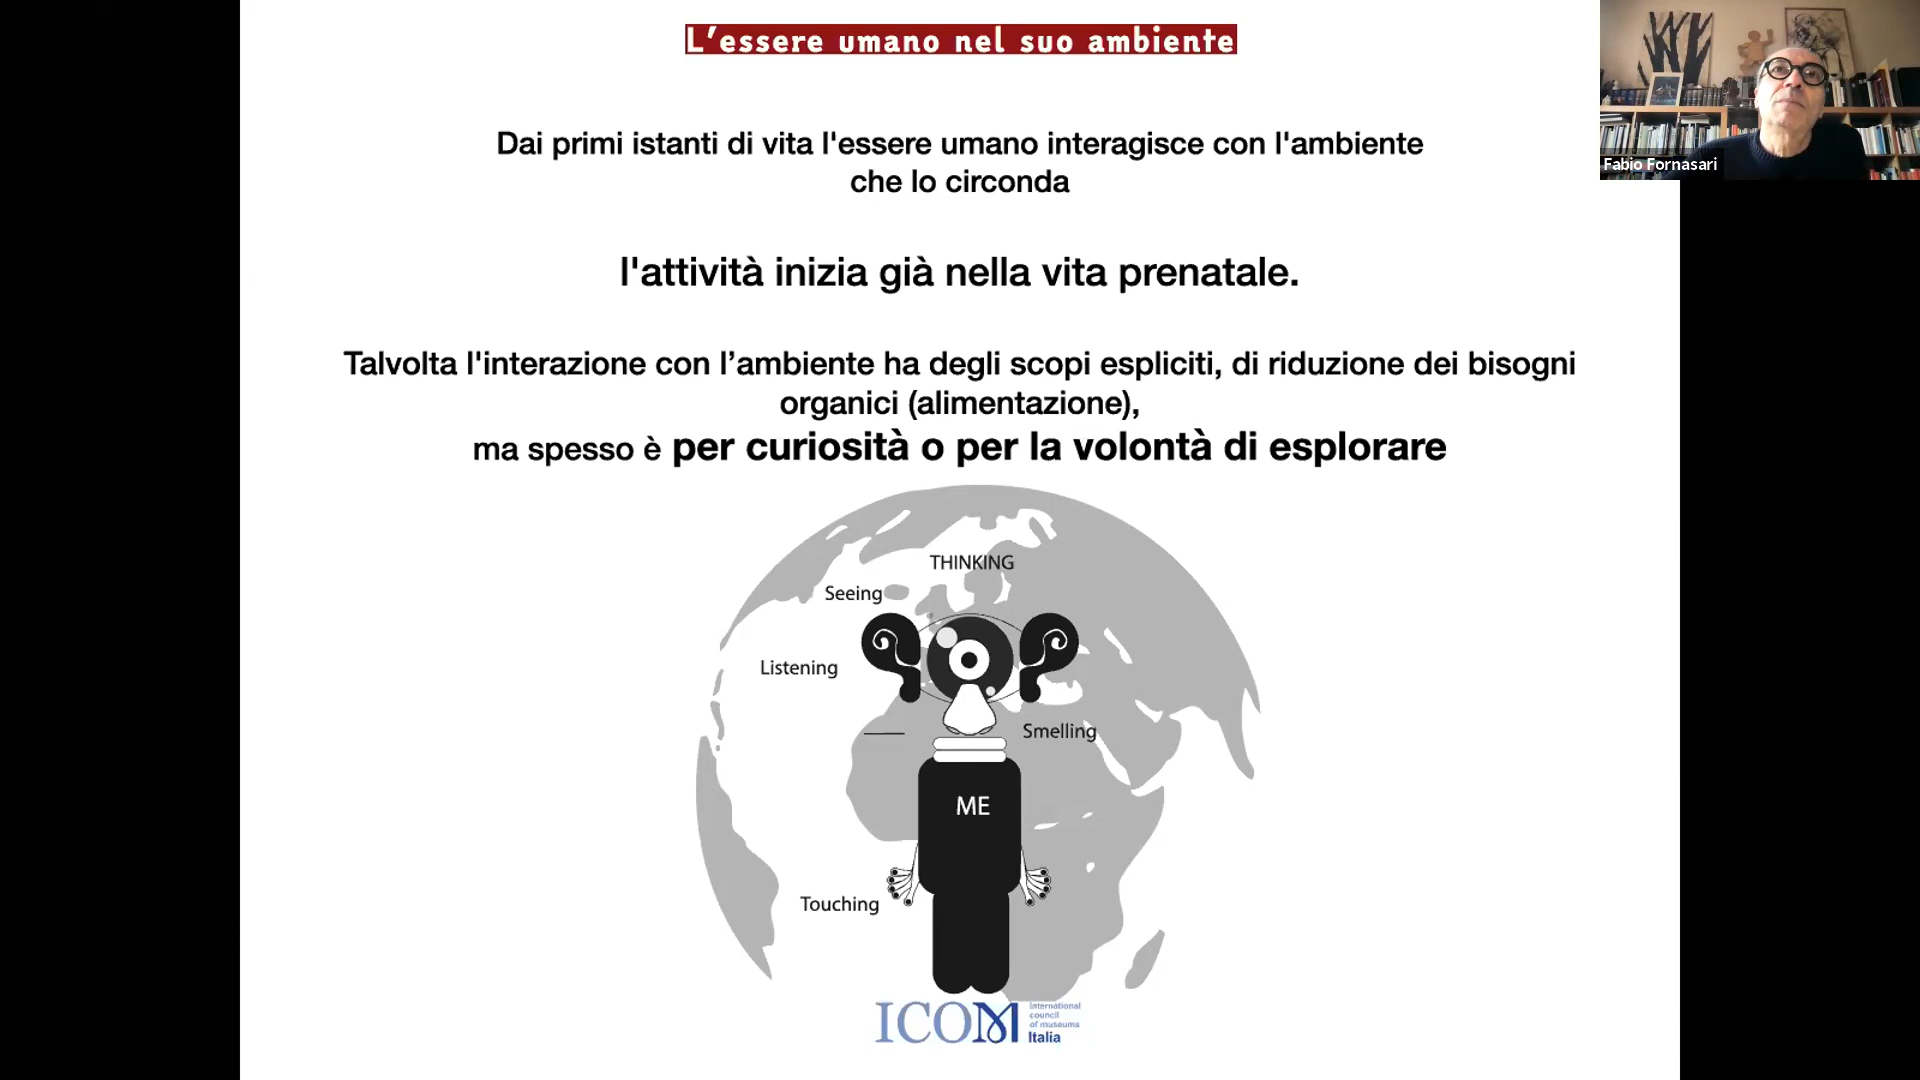 L’essere umano nel suo ambiente
Fabio Fornasari
Dai primi istanti di vita l'essere umano interagisce con l'ambiente
che lo circonda
l'attività inizia già nella vita prenatale.
Talvolta l'interazione con l’ambiente ha degli scopi espliciti, di riduzione dei bisogni
organici (alimentazione),
ma spesso è per curiosità o per la volontà di esplorare
THINKING
Seeing
Listening
Smelling
ME
Touching
ICOM
international
council
of museums
Italia